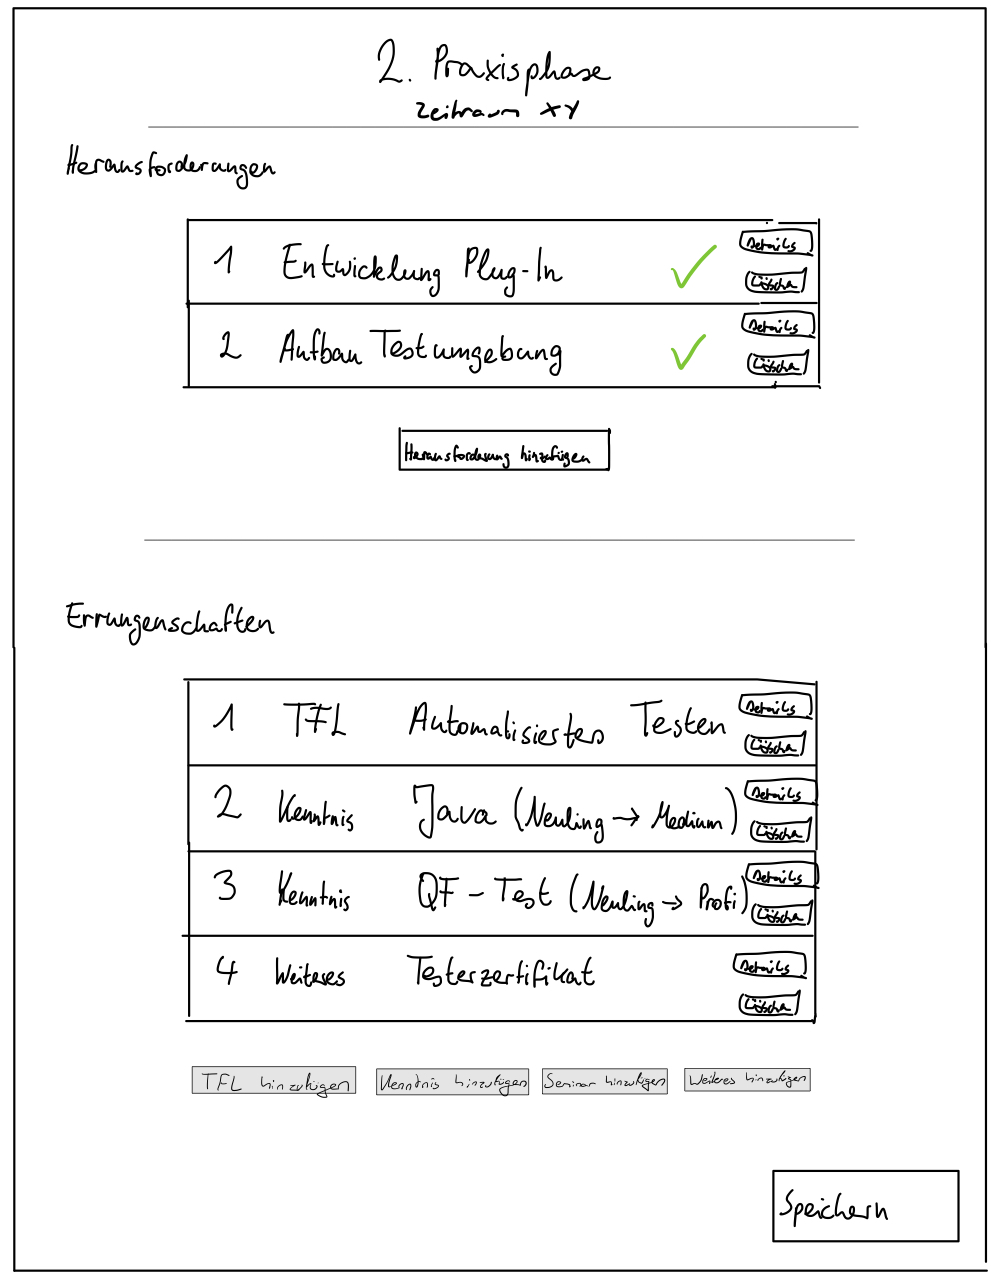 2. Praxisphase
Zeitraum XY
Herausforderungen
1 Entwicklung Plug-In ✓ Details
Löschen
2 Aufbau Testumgebung ✓ Details
Löschen
Herausforderung hinzufügen
Errungenschaften
1 TFL Automatisiertes Testen Details
Löschen
2 Kenntnis Java (Neuling → Medium) Details
Löschen
3 Kenntnis QF-Test (Neuling → Profi) Details
Löschen
4 Weiteres Testerzertifikat Details
Löschen
TFL hinzufügen Kenntnis hinzufügen Seminar hinzufügen Weiteres hinzufügen
Speichern